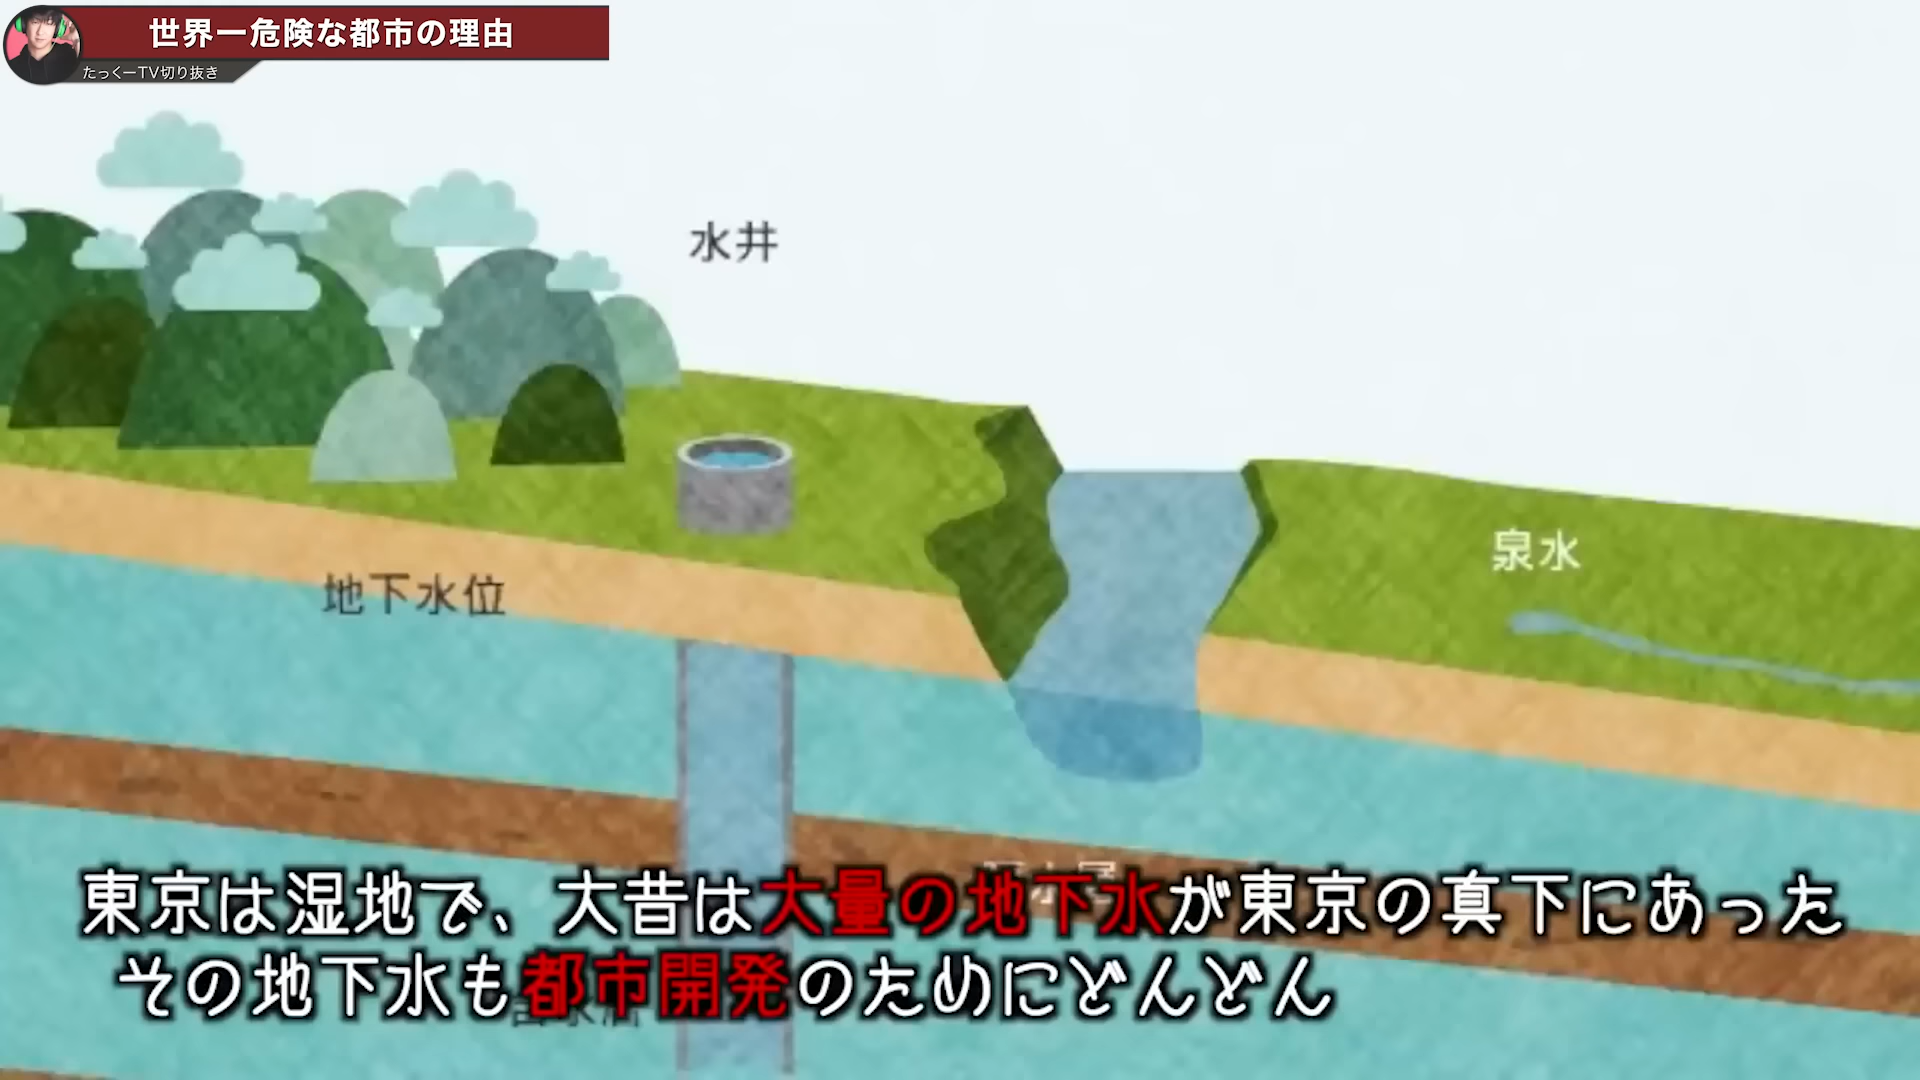 世界一危険な都市の理由
たっくーTV切り抜き
水井
泉水
地下水位
東京は湿地で、大昔は大量の地下水が東京の真下にあった
その地下水も都市開発のためにどんどん